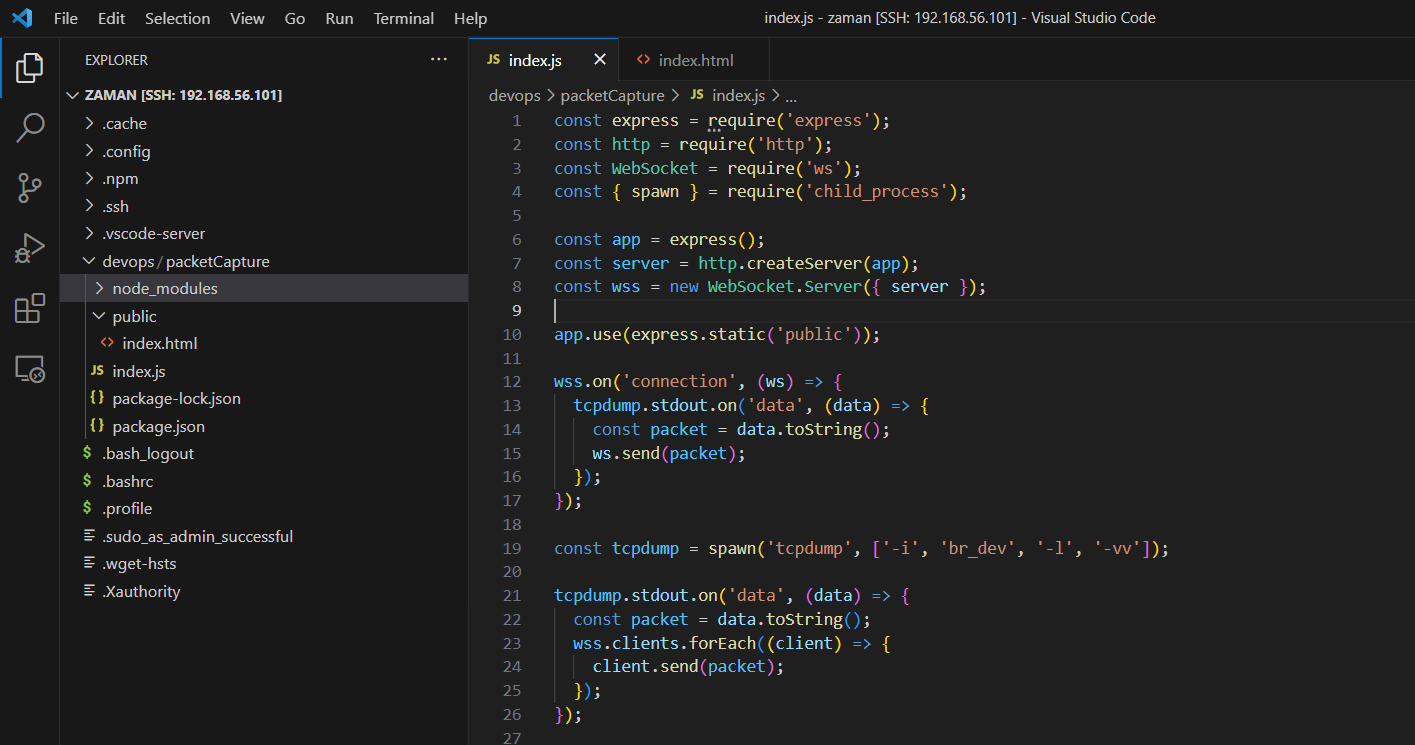 File Edit Selection View Go Run Terminal Help
index.js - zaman [SSH: 192.168.56.101] - Visual Studio Code
EXPLORER
ZAMAN [SSH: 192.168.56.101]
.cache
.config
.npm
.ssh
.vscode-server
devops / packetCapture
node_modules
public
index.html
JS index.js
{} package-lock.json
{} package.json
$ .bash_logout
$ .bashrc
$ .profile
.sudo_as_admin_successful
.wget-hsts
.Xauthority
JS index.js
index.html
devops > packetCapture > JS index.js > ...
1 const express = require('express');
2 const http = require('http');
3 const WebSocket = require('ws');
4 const { spawn } = require('child_process');
5
6 const app = express();
7 const server = http.createServer(app);
8 const wss = new WebSocket.Server({ server });
9
10 app.use(express.static('public'));
11
12 wss.on('connection', (ws) => {
13   tcpdump.stdout.on('data', (data) => {
14     const packet = data.toString();
15     ws.send(packet);
16   });
17 });
18
19 const tcpdump = spawn('tcpdump', ['-i', 'br_dev', '-l', '-vv']);
20
21 tcpdump.stdout.on('data', (data) => {
22   const packet = data.toString();
23   wss.clients.forEach((client) => {
24     client.send(packet);
25   });
26 });
27